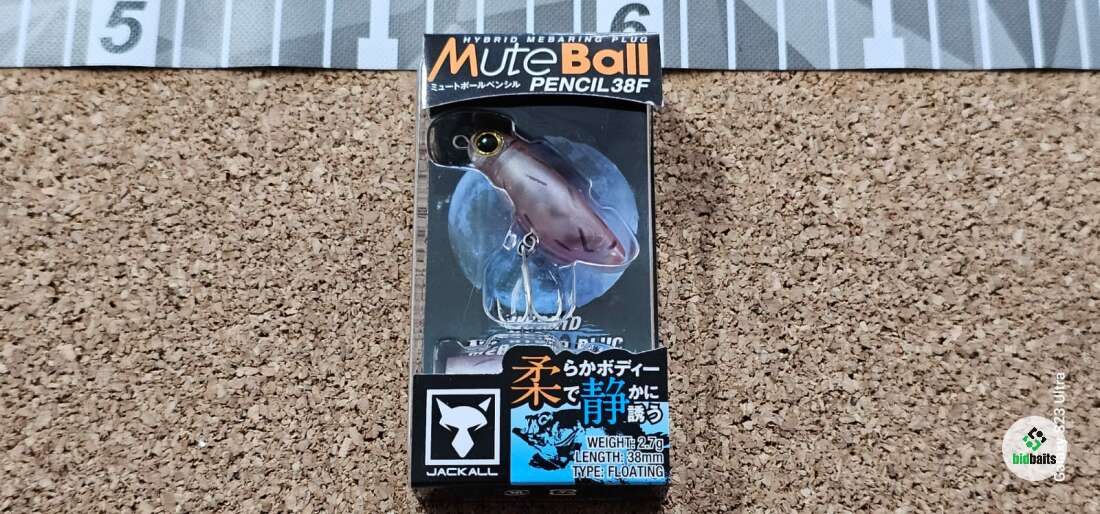 5
6
HYBRID MEBARING PLUG
Mute Ball
ミュートボールペンシル PENCIL 38F
柔らかボディー
で静かに
誘う
WEIGHT: 2.7g
LENGTH: 38mm
TYPE: FLOATING
JACKALL
bidbaits